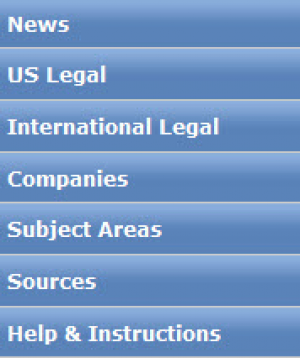 News
US Legal
International Legal
Companies
Subject Areas
Sources
Help & Instructions